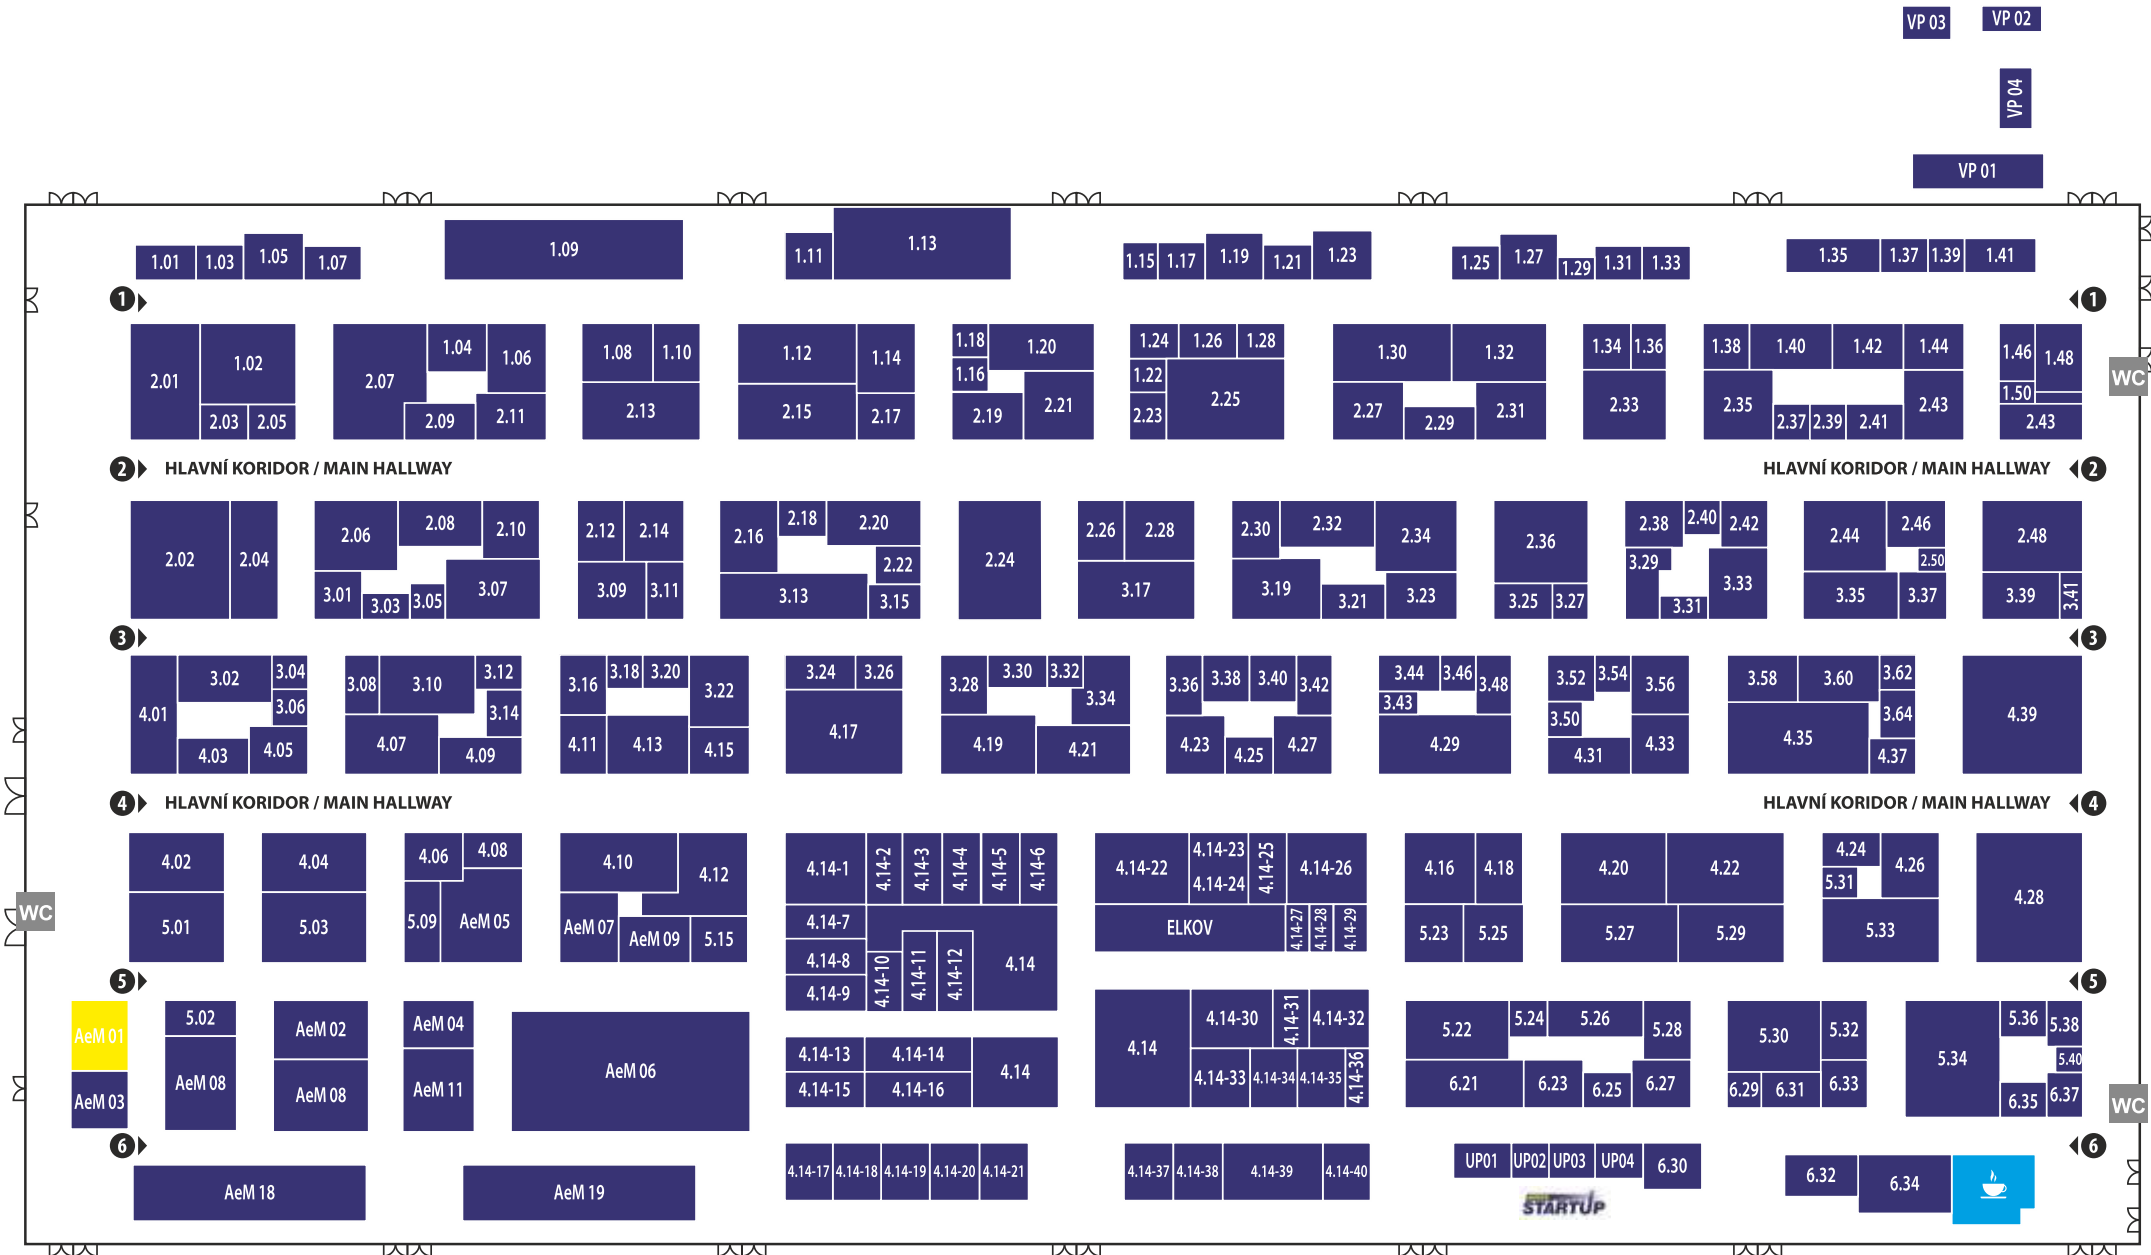 VP 03 VP 02
VP 04
VP 01
1.01 1.03 1.05 1.07 1.09 1.11 1.13 1.15 1.17 1.19 1.21 1.23 1.25 1.27 1.29 1.31 1.33 1.35 1.37 1.39 1.41
1 1
2.01 1.02 2.07 1.04 1.06 1.08 1.10 1.12 1.14 1.18 1.20 1.24 1.26 1.28 1.30 1.32 1.34 1.36 1.38 1.40 1.42 1.44 1.46 1.48
WC
1.16 1.22 1.50
2.03 2.05 2.09 2.11 2.13 2.15 2.17 2.19 2.21 2.23 2.25 2.27 2.29 2.31 2.33 2.35 2.37 2.39 2.41 2.43 2.43
2 HLAVNÍ KORIDOR / MAIN HALLWAY HLAVNÍ KORIDOR / MAIN HALLWAY 2
2.02 2.04 2.06 2.08 2.10 2.12 2.14 2.16 2.18 2.20 2.22 2.24 2.26 2.28 2.30 2.32 2.34 2.36 2.38 2.40 2.42 2.44 2.46 2.50 2.48
3.01 3.03 3.05 3.07 3.09 3.11 3.13 3.15 3.17 3.19 3.21 3.23 3.25 3.27 3.29 3.31 3.33 3.35 3.37 3.39 3.41
3 3
4.01 3.02 3.04 3.06 3.08 3.10 3.12 3.14 3.16 3.18 3.20 3.22 3.24 3.26 3.28 3.30 3.32 3.34 3.36 3.38 3.40 3.42 3.44 3.46 3.48 3.43 3.52 3.54 3.56 3.50 3.58 3.60 3.62 3.64 4.39
4.03 4.05 4.07 4.09 4.11 4.13 4.15 4.17 4.19 4.21 4.23 4.25 4.27 4.29 4.31 4.33 4.35 4.37
4 HLAVNÍ KORIDOR / MAIN HALLWAY HLAVNÍ KORIDOR / MAIN HALLWAY 4
4.02 4.04 4.06 4.08 4.10 4.12 4.14-1 4.14-2 4.14-3 4.14-4 4.14-5 4.14-6 4.14-22 4.14-23 4.14-24 4.14-25 4.14-26 4.16 4.18 4.20 4.22 4.24 4.26 4.28
WC
5.01 5.03 5.09 AeM 05 AeM 07 AeM 09 5.15 4.14-7 4.14-8 4.14-9 4.14-10 4.14-11 4.14-12 4.14 ELKOV 4.14-27 4.14-28 4.14-29 5.23 5.25 5.27 5.29 5.31 5.33
5 5
AeM 01 5.02 AeM 02 AeM 04 AeM 06 4.14-13 4.14-14 4.14 4.14 4.14-30 4.14-31 4.14-32 5.22 5.24 5.26 5.28 5.30 5.32 5.34 5.36 5.38 5.40
AeM 03 AeM 08 AeM 08 AeM 11 4.14-15 4.14-16 4.14-33 4.14-34 4.14-35 4.14-36 6.21 6.23 6.25 6.27 6.29 6.31 6.33 6.35 6.37
WC
6 6
AeM 18 AeM 19 4.14-17 4.14-18 4.14-19 4.14-20 4.14-21 4.14-37 4.14-38 4.14-39 4.14-40 UP01 UP02 UP03 UP04 6.30 6.32 6.34
STARTUP